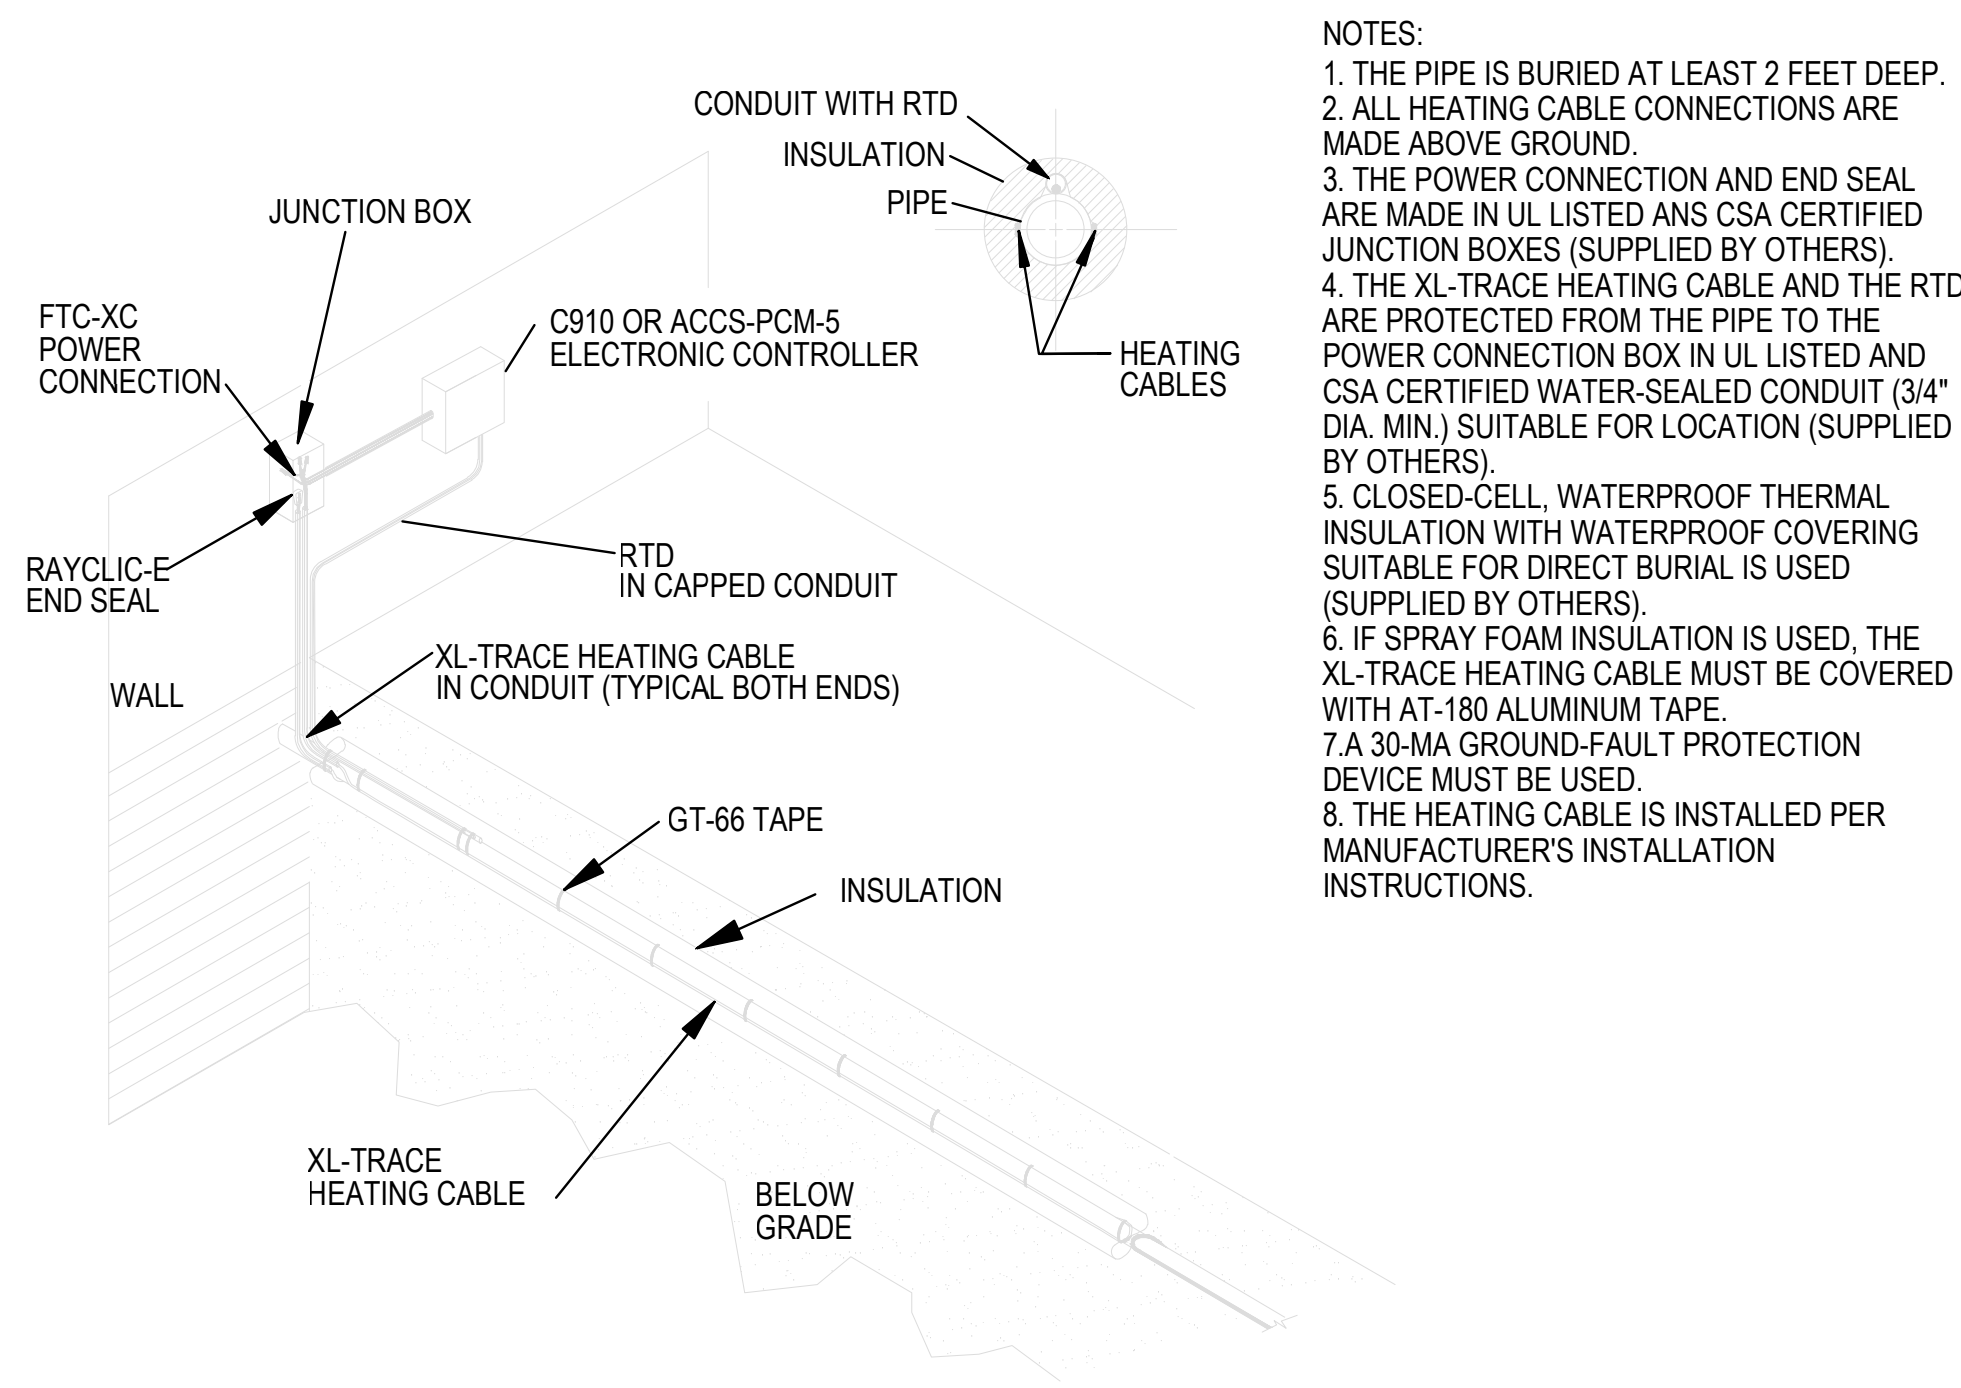 CONDUIT WITH RTD
INSULATION
PIPE
HEATING
CABLES
JUNCTION BOX
FTC-XC
POWER
CONNECTION
C910 OR ACCS-PCM-5
ELECTRONIC CONTROLLER
RAYCLIC-E
END SEAL
RTD
IN CAPPED CONDUIT
XL-TRACE HEATING CABLE
IN CONDUIT (TYPICAL BOTH ENDS)
WALL
GT-66 TAPE
INSULATION
XL-TRACE
HEATING CABLE
BELOW
GRADE
NOTES:
1. THE PIPE IS BURIED AT LEAST 2 FEET DEEP.
2. ALL HEATING CABLE CONNECTIONS ARE
MADE ABOVE GROUND.
3. THE POWER CONNECTION AND END SEAL
ARE MADE IN UL LISTED ANS CSA CERTIFIED
JUNCTION BOXES (SUPPLIED BY OTHERS).
4. THE XL-TRACE HEATING CABLE AND THE RTD
ARE PROTECTED FROM THE PIPE TO THE
POWER CONNECTION BOX IN UL LISTED AND
CSA CERTIFIED WATER-SEALED CONDUIT (3/4"
DIA. MIN.) SUITABLE FOR LOCATION (SUPPLIED
BY OTHERS).
5. CLOSED-CELL, WATERPROOF THERMAL
INSULATION WITH WATERPROOF COVERING
SUITABLE FOR DIRECT BURIAL IS USED
(SUPPLIED BY OTHERS).
6. IF SPRAY FOAM INSULATION IS USED, THE
XL-TRACE HEATING CABLE MUST BE COVERED
WITH AT-180 ALUMINUM TAPE.
7.A 30-MA GROUND-FAULT PROTECTION
DEVICE MUST BE USED.
8. THE HEATING CABLE IS INSTALLED PER
MANUFACTURER'S INSTALLATION
INSTRUCTIONS.